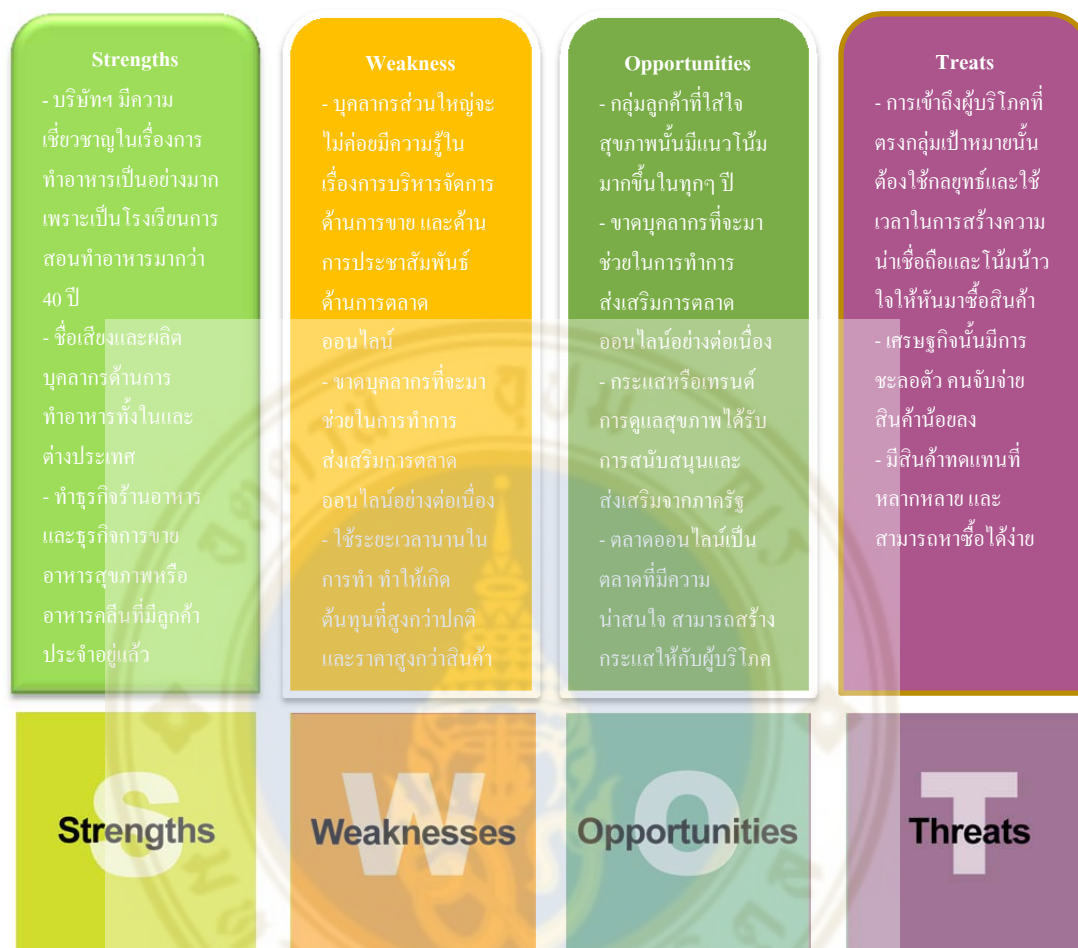 Strengths
- บริษัทฯ มีความ
เชี่ยวชาญในเรื่องการ
ทำอาหารเป็นอย่างมาก
เพราะเป็นโรงเรียนการ
สอนทำอาหารมากว่า
40 ปี
- ชื่อเสียงและผลิต
บุคลากรด้านการ
ทำอาหารทั้งในและ
ต่างประเทศ
- ทำธุรกิจร้านอาหาร
และธุรกิจการขาย
อาหารสุขภาพหรือ
อาหารคลีนที่มีลูกค้า
ประจำอยู่แล้ว
Weakness
- บุคลากรส่วนใหญ่จะ
ไม่ค่อยมีความรู้ใน
เรื่องการบริหารจัดการ
ด้านการขาย และด้าน
การประชาสัมพันธ์
ด้านการตลาด
ออนไลน์
- ขาดบุคลากรที่จะมา
ช่วยในการทำการ
ส่งเสริมการตลาด
ออนไลน์อย่างต่อเนื่อง
- ใช้ระยะเวลานานใน
การทำ ทำให้เกิด
ต้นทุนที่สูงกว่าปกติ
และราคาสูงกว่าสินค้า
Opportunities
- กลุ่มลูกค้าที่ใส่ใจ
สุขภาพนั้นมีแนวโน้ม
มากขึ้นในทุกๆ ปี
- ขาดบุคลากรที่จะมา
ช่วยในการทำการ
ส่งเสริมการตลาด
ออนไลน์อย่างต่อเนื่อง
- กระแสหรือเทรนด์
การดูแลสุขภาพได้รับ
การสนับสนุนและ
ส่งเสริมจากภาครัฐ
- ตลาดออนไลน์เป็น
ตลาดที่มีความ
น่าสนใจ สามารถสร้าง
กระแสให้กับผู้บริโภค
Treats
- การเข้าถึงผู้บริโภคที่
ตรงกลุ่มเป้าหมายนั้น
ต้องใช้กลยุทธ์และใช้
เวลาในการสร้างความ
น่าเชื่อถือและโน้มน้าว
ใจให้หันมาซื้อสินค้า
- เศรษฐกิจนั้นมีการ
ชะลอตัว คนจับจ่าย
สินค้าน้อยลง
- มีสินค้าทดแทนที่
หลากหลาย และ
สามารถหาซื้อได้ง่าย
S
Strengths
W
Weaknesses
O
Opportunities
T
Threats